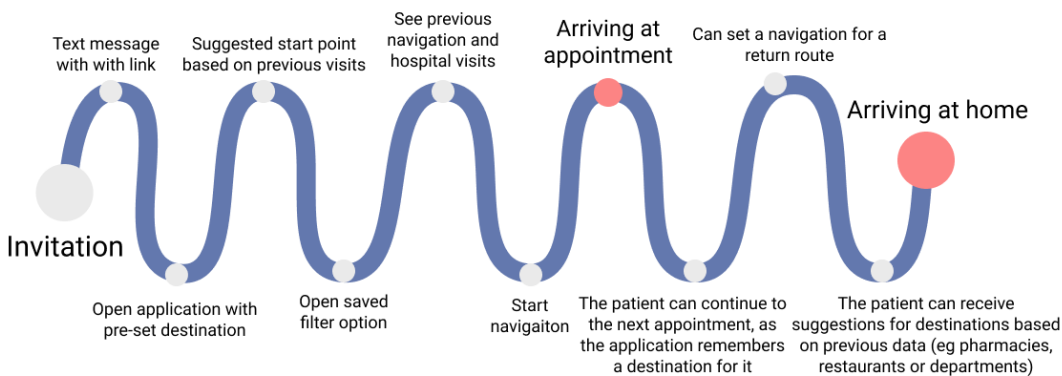 Text message
with with link
Suggested start point
based on previous visits
See previous
navigation and
hospital visits
Arriving at
appointment
Can set a navigation for a
return route
Arriving at home
Invitation
Open application with
pre-set destination
Open saved
filter option
Start
navigaiton
The patient can continue to
the next appointment, as
the application remembers
a destination for it
The patient can receive
suggestions for destinations based
on previous data (eg pharmacies,
restaurants or departments)